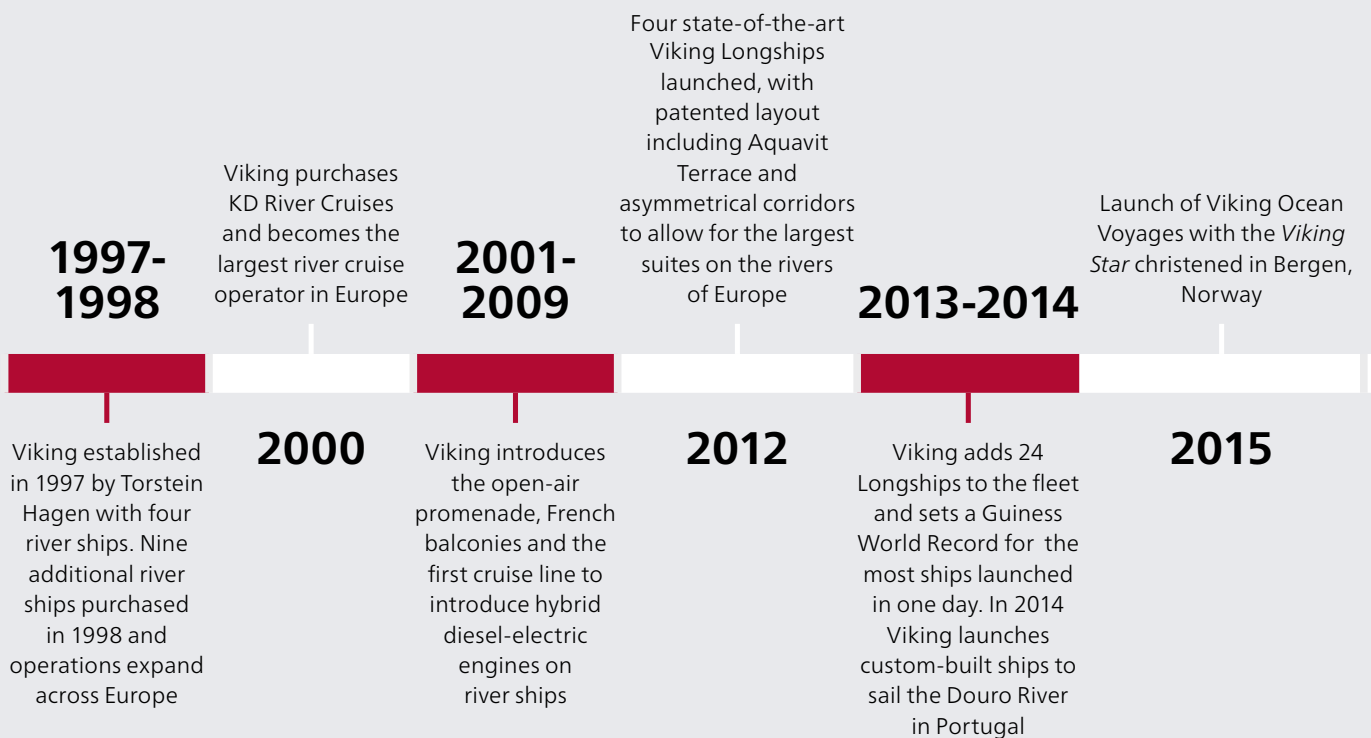 1997-
1998
Viking established
in 1997 by Torstein
Hagen with four
river ships. Nine
additional river
ships purchased
in 1998 and
operations expand
across Europe
Viking purchases
KD River Cruises
and becomes the
largest river cruise
operator in Europe
2000
2001-
2009
Viking introduces
the open-air
promenade, French
balconies and the
first cruise line to
introduce hybrid
diesel-electric
engines on
river ships
Four state-of-the-art
Viking Longships
launched, with
patented layout
including Aquavit
Terrace and
asymmetrical corridors
to allow for the largest
suites on the rivers
of Europe
2012
2013-2014
Viking adds 24
Longships to the fleet
and sets a Guiness
World Record for the
most ships launched
in one day. In 2014
Viking launches
custom-built ships to
sail the Douro River
in Portugal
Launch of Viking Ocean
Voyages with the Viking
Star christened in Bergen,
Norway
2015